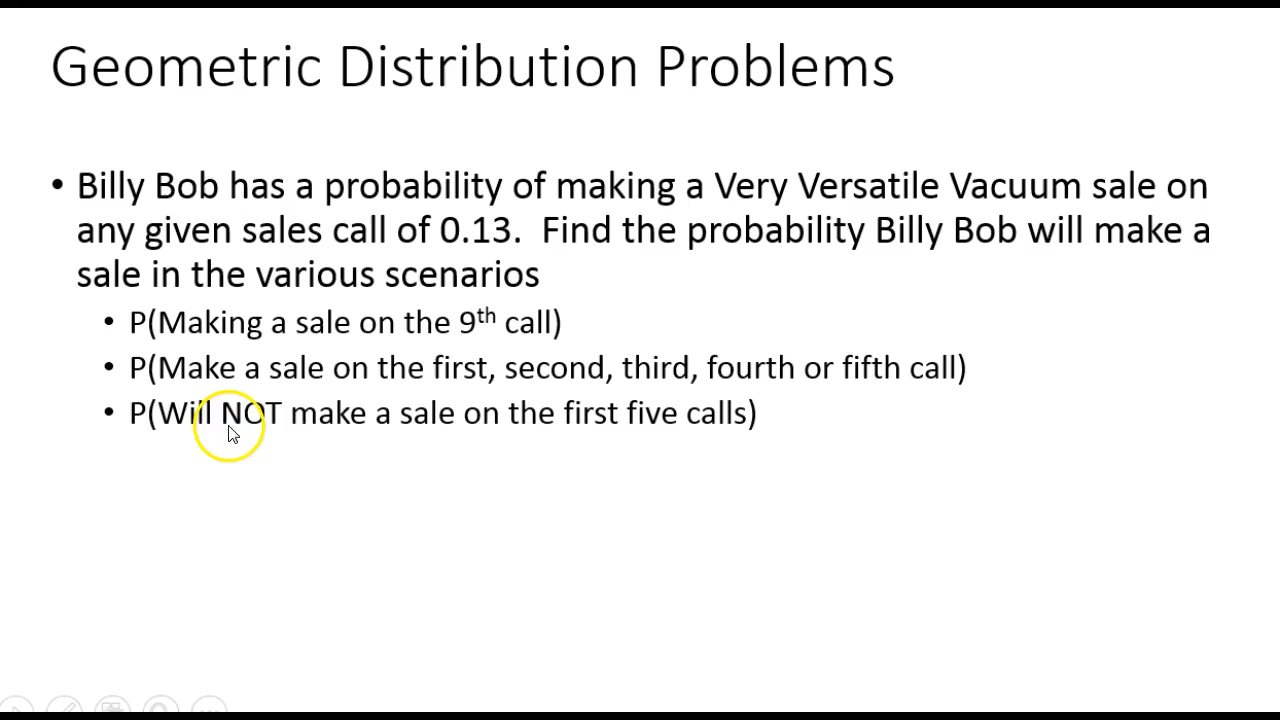 Geometric Distribution Problems
• Billy Bob has a probability of making a Very Versatile Vacuum sale on
any given sales call of 0.13.  Find the probability Billy Bob will make a
sale in the various scenarios
• P(Making a sale on the 9th call)
• P(Make a sale on the first, second, third, fourth or fifth call)
• P(Will NOT make a sale on the first five calls)